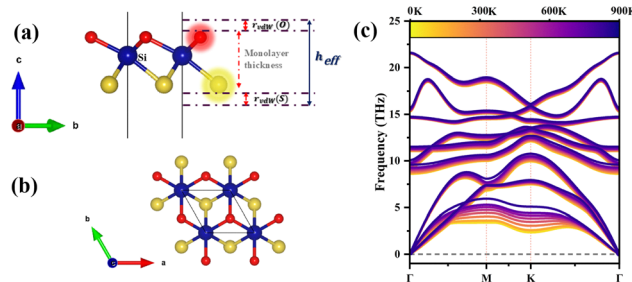 (a)
Si
r_vdW(O)
Monolayer
thickness
h_eff
r_vdW(S)
c
b
a
(b)
b
c
a
(c)
0K 300K 600K 900K
Frequency (THz)
25
20
15
10
5
0
Γ M K Γ